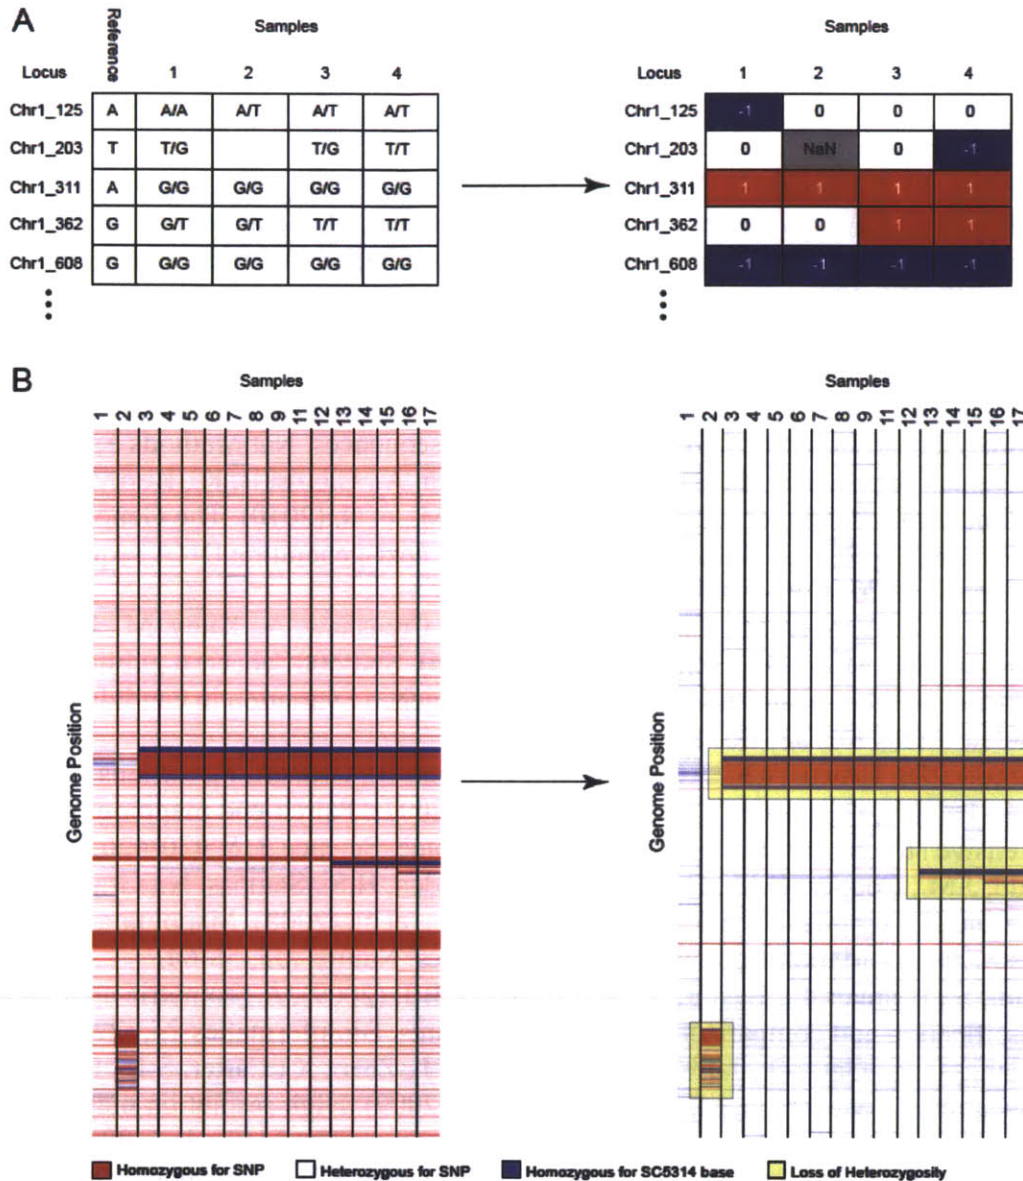 A
Reference
Samples
Locus 1 2 3 4
Chr1_125 A A/A A/T A/T A/T
Chr1_203 T T/G T/G T/T
Chr1_311 A G/G G/G G/G G/G
Chr1_362 G G/T G/T T/T T/T
Chr1_608 G G/G G/G G/G G/G
Samples
1 2 3 4
Chr1_125 -1 0 0 0
Chr1_203 0 NaN 0 -1
Chr1_311 1 1 1 1
Chr1_362 0 0 1 1
Chr1_608 -1 -1 -1 -1
B
Samples
1 2 3 4 5 6 7 8 9 11 12 13 14 15 16 17
Genome Position
Samples
1 2 3 4 5 6 7 8 9 11 12 13 14 15 16 17
Genome Position
Homozygous for SNP
Heterozygous for SNP
Homozygous for SC5314 base
Loss of Heterozygosity